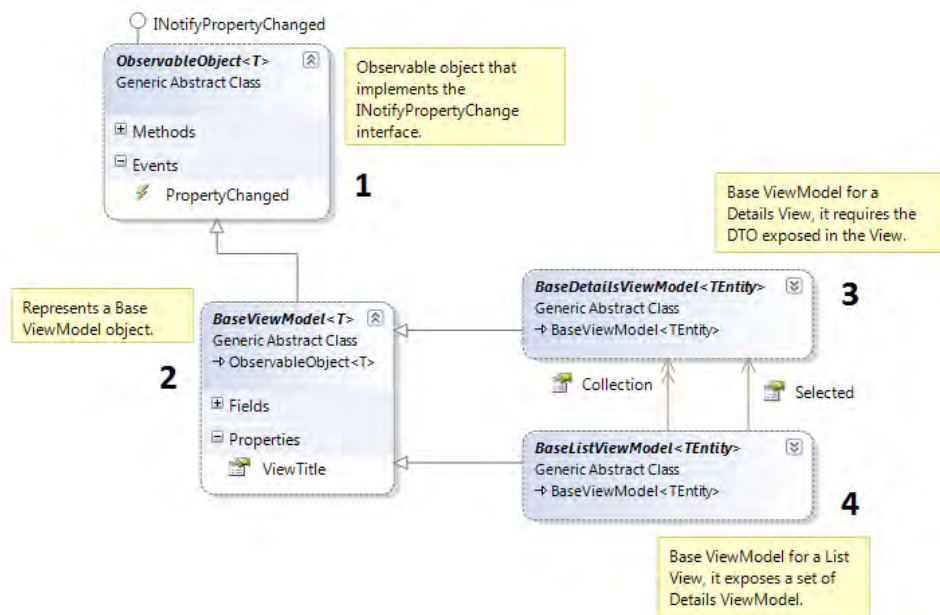 INotifyPropertyChanged
ObservableObject<T>
Generic Abstract Class
Methods
Events
PropertyChanged
Observable object that
implements the
INotifyPropertyChange
interface.
1
Base ViewModel for a
Details View, it requires the
DTO exposed in the View.
Represents a Base
ViewModel object.
2
BaseViewModel<T>
Generic Abstract Class
→ ObservableObject<T>
Fields
Properties
ViewTitle
BaseDetailsViewModel<TEntity>
Generic Abstract Class
→ BaseViewModel<TEntity>
3
Collection
Selected
BaseListViewModel<TEntity>
Generic Abstract Class
→ BaseViewModel<TEntity>
4
Base ViewModel for a List
View, it exposes a set of
Details ViewModel.